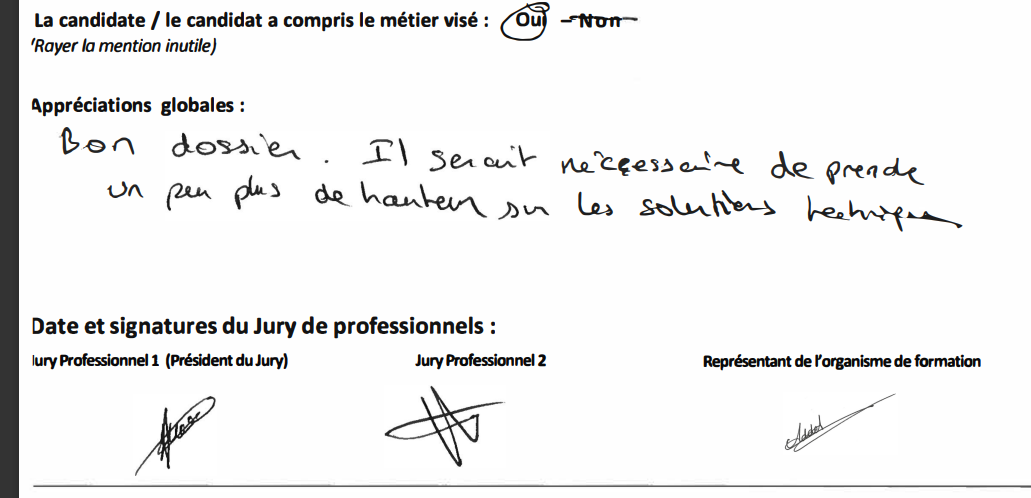 La candidate / le candidat a compris le métier visé : Oui - Non
(Rayer la mention inutile)
Appréciations globales :
Bon dossier. Il serait nécessaire de prendre
un peu plus de hauteur sur les solutions techniques
Date et signatures du Jury de professionnels :
Jury Professionnel 1 (Président du Jury) Jury Professionnel 2 Représentant de l'organisme de formation